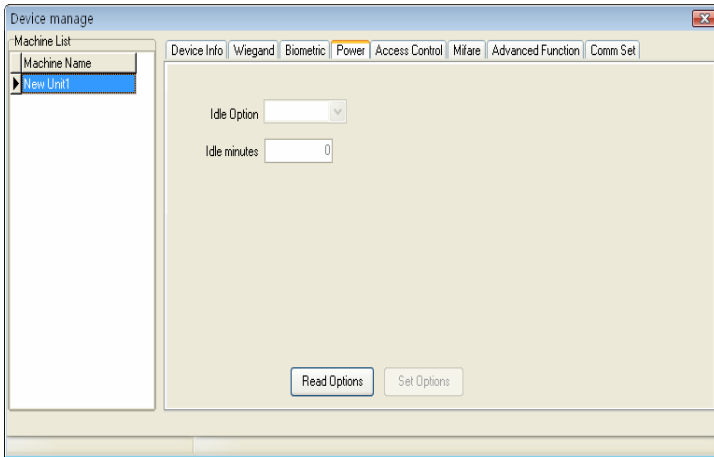 Device manage
Machine List
Machine Name
New Unit1
Device Info Wiegand Biometric Power Access Control Mifare Advanced Function Comm Set
Idle Option
Idle minutes 0
Read Options Set Options